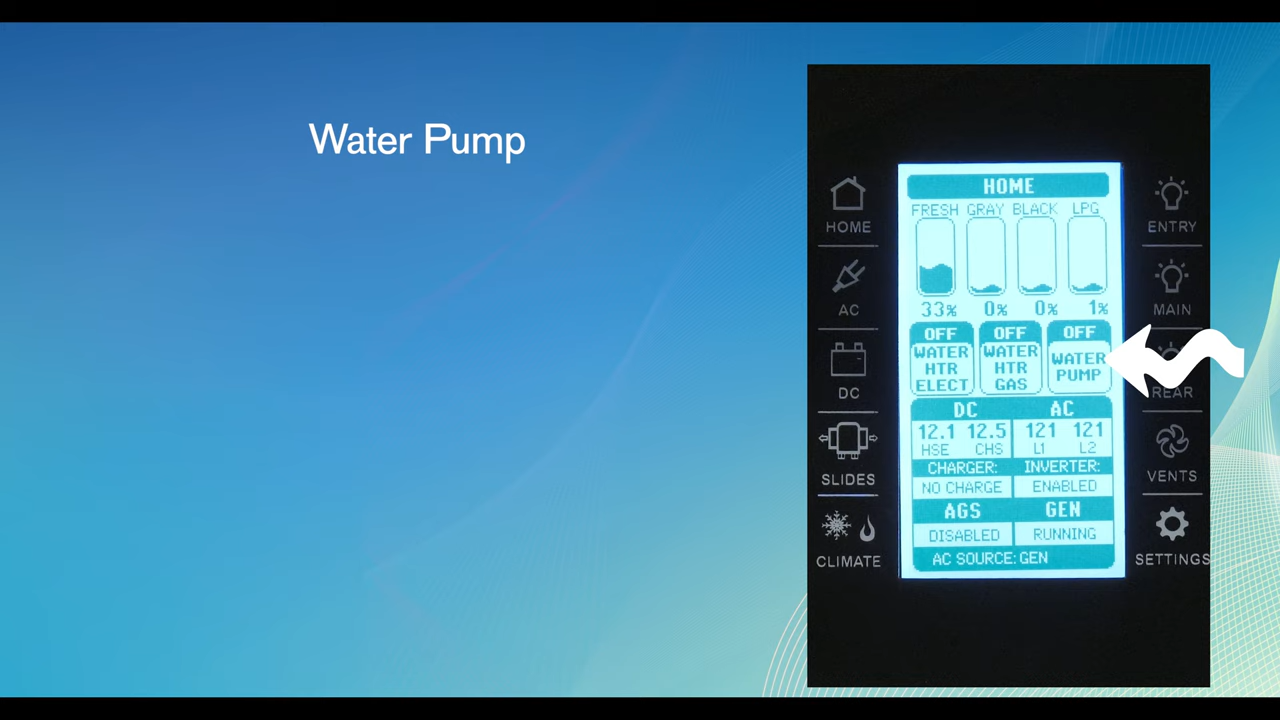 Water Pump
HOME
AC
DC
SLIDES
CLIMATE
HOME
FRESH GRAY BLACK LPG
33% 0% 0% 1%
OFF OFF OFF
WATER HTR ELECT
WATER HTR GAS
WATER PUMP
DC AC
12.1 12.5 121 121
HSE CHS L1 L2
CHARGER: INVERTER:
NO CHARGE ENABLED
AGS GEN
DISABLED RUNNING
AC SOURCE: GEN
ENTRY
MAIN
REAR
VENTS
SETTINGS